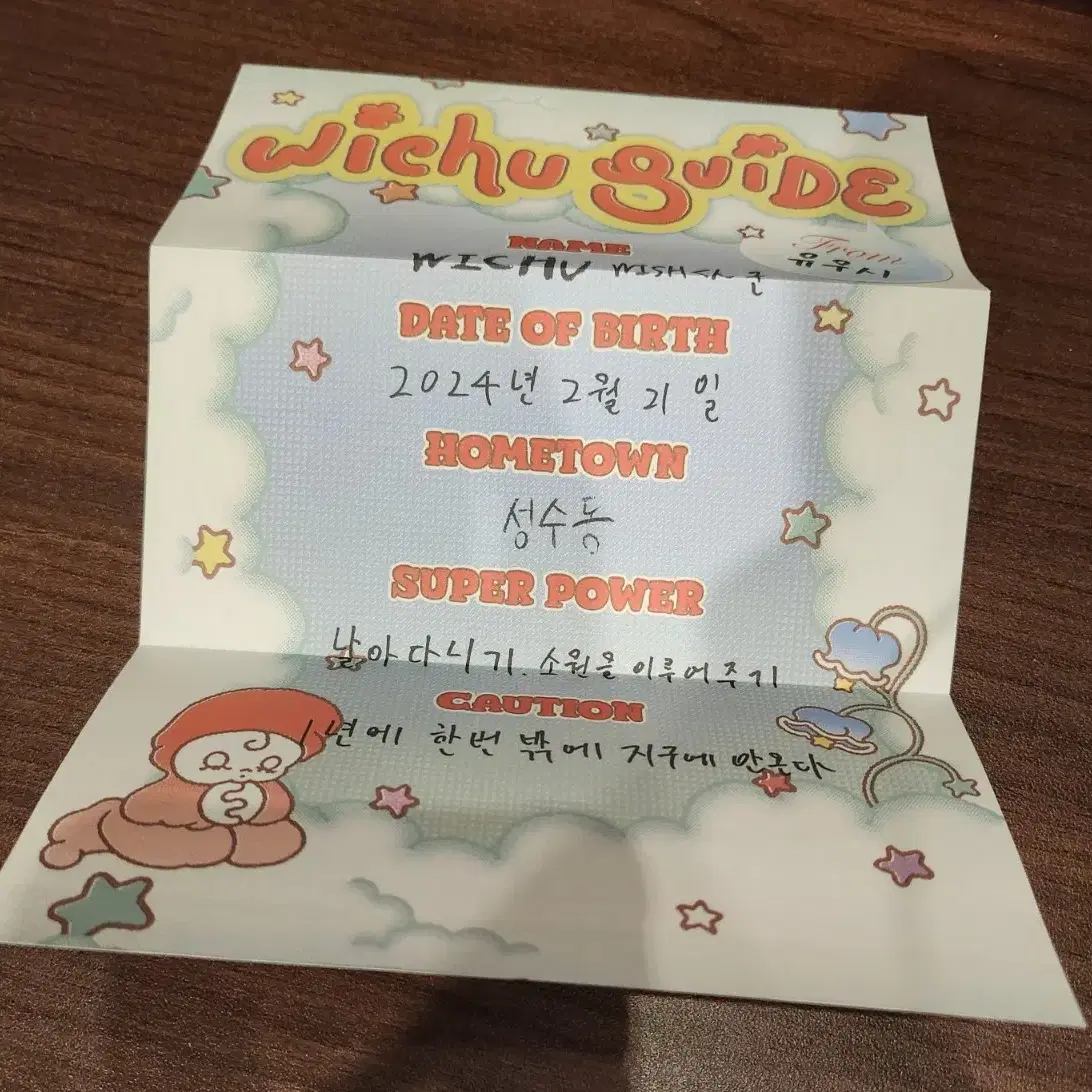 Wichu guiDE
From
유우시
NAME
WICHU WISH
DATE OF BIRTH
2024년 2월 21일
HOMETOWN
성수동
SUPER POWER
날아다니기. 소원을 이루어주기
CAUTION
1년에 한번 밖에 지구에 안온다